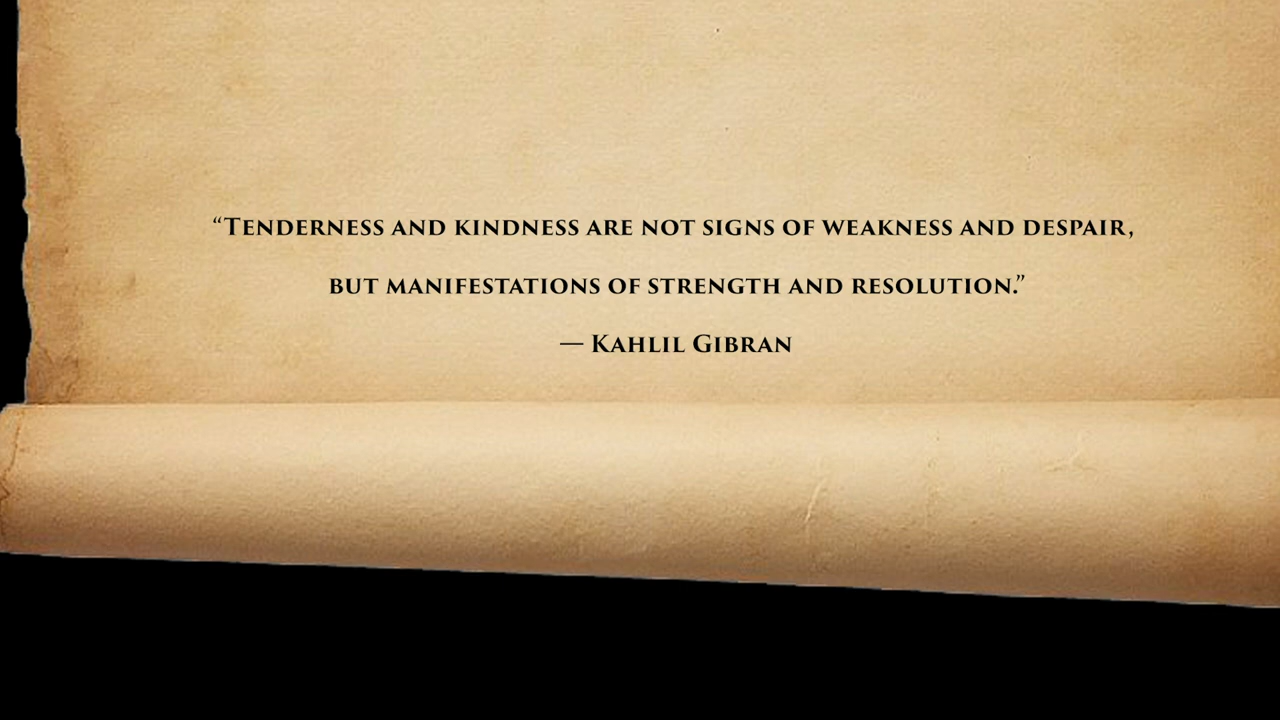 “Tenderness and kindness are not signs of weakness and despair,
but manifestations of strength and resolution.”
— Kahlil Gibran